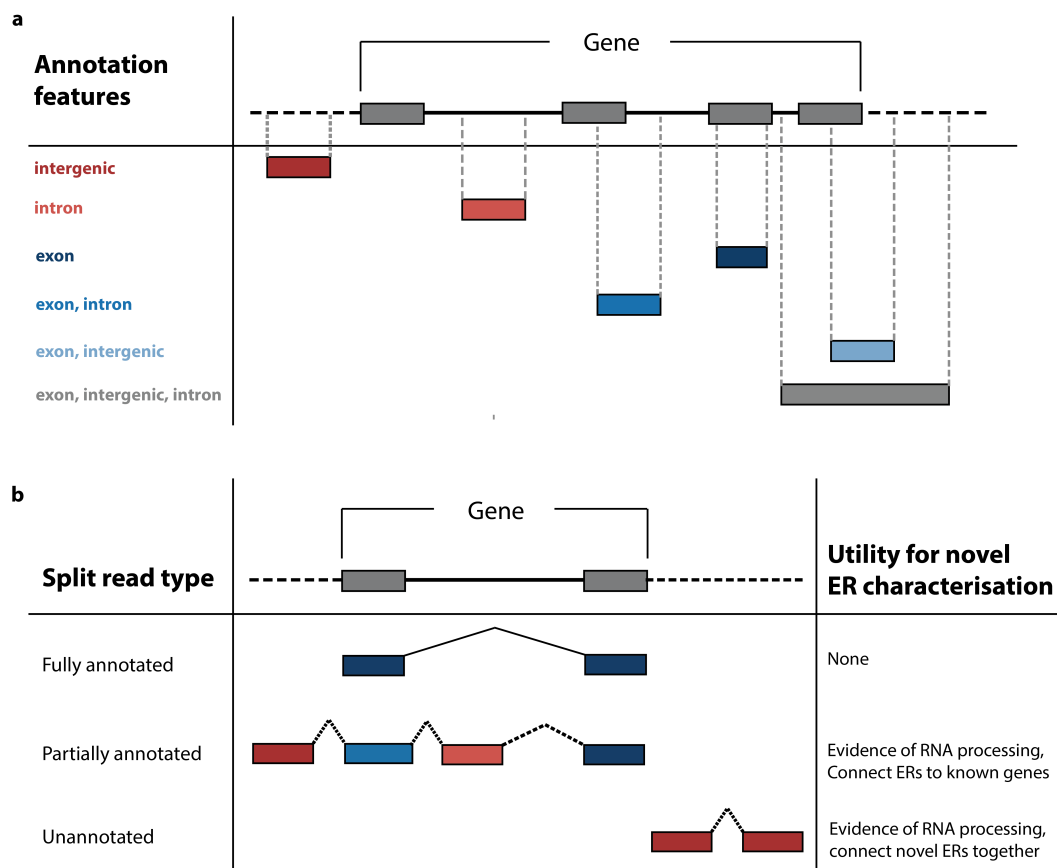 a
Gene
Annotation
features
intergenic
intron
exon
exon, intron
exon, intergenic
exon, intergenic, intron
b
Gene
Split read type
Utility for novel
ER characterisation
Fully annotated
None
Partially annotated
Evidence of RNA processing,
Connect ERs to known genes
Unannotated
Evidence of RNA processing,
connect novel ERs together